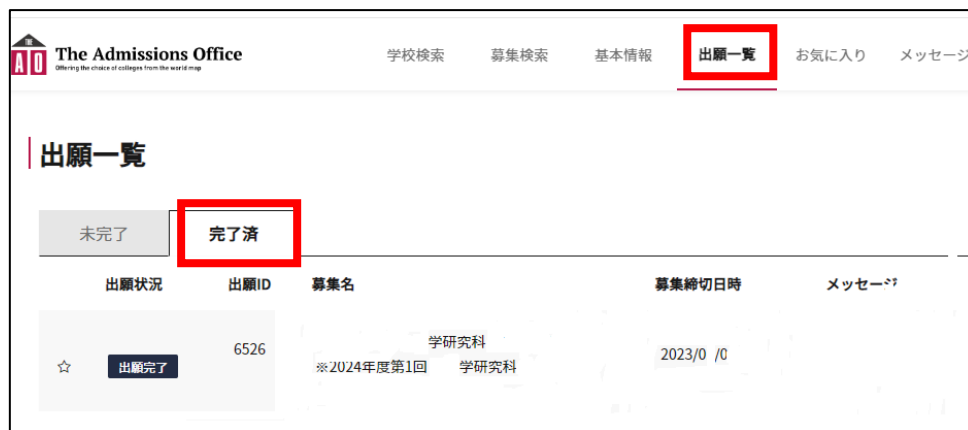 The Admissions Office
Offering the choice of colleges from the world map
学校検索 募集検索 基本情報 出願一覧 お気に入り メッセージ
出願一覧
未完了 完了済
出願状況 出願ID 募集名 募集締切日時 メッセージ
☆ 出願完了 6526 学研究科
※2024年度第1回 学研究科 2023/0 /0